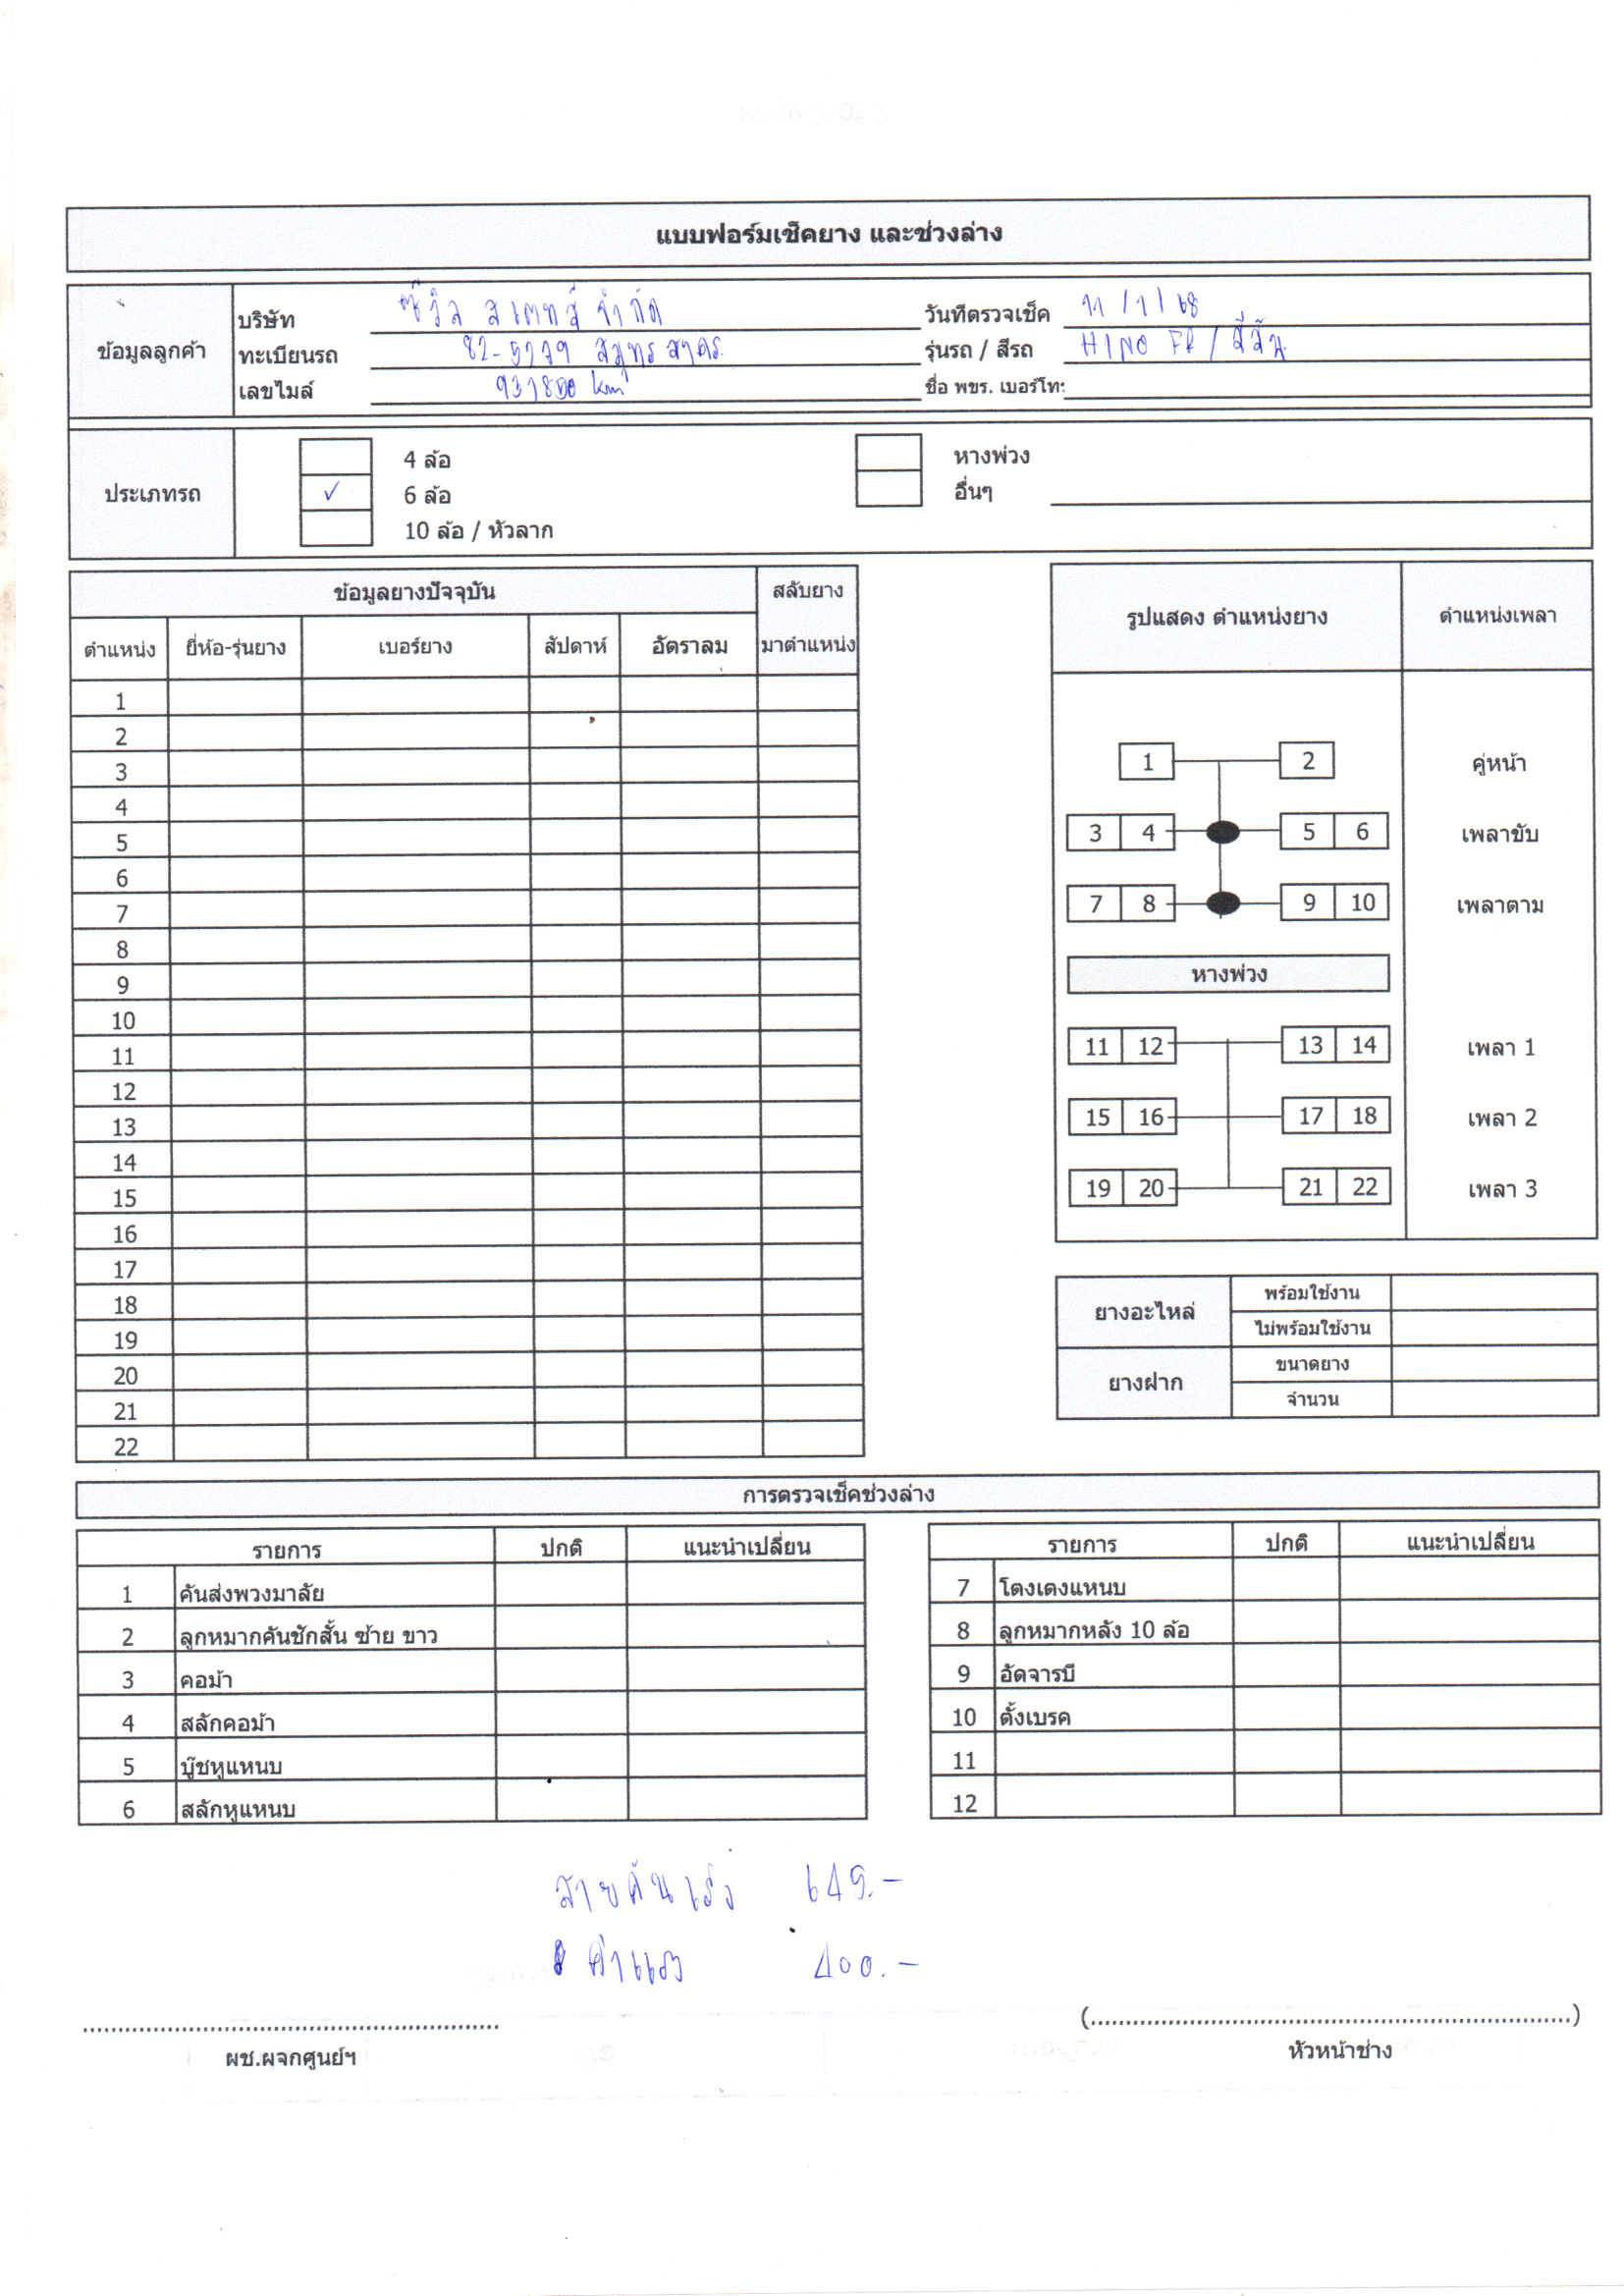 แบบฟอร์มเช็คยาง และช่วงล่าง
ข้อมูลลูกค้า
บริษัท ซีวิล สเตทส์ จำกัด
วันที่ตรวจเช็ค 11/1/68
ทะเบียนรถ สมุทรสาคร
รุ่นรถ / สีรถ HINO
เลขไมล์ km
ชื่อ พขร. เบอร์โท:
ประเภทรถ
4 ล้อ
✓ 6 ล้อ
10 ล้อ / หัวลาก
หางพ่วง
อื่นๆ
ข้อมูลยางปัจจุบัน สลับยาง
ตำแหน่ง ยี่ห้อ-รุ่นยาง เบอร์ยาง สัปดาห์ อัตราลม มาตำแหน่ง
1
2
3
4
5
6
7
8
9
10
11
12
13
14
15
16
17
18
19
20
21
22
รูปแสดง ตำแหน่งยาง ตำแหน่งเพลา
1 2 คู่หน้า
3 4 5 6 เพลาขับ
7 8 9 10 เพลาตาม
หางพ่วง
11 12 13 14 เพลา 1
15 16 17 18 เพลา 2
19 20 21 22 เพลา 3
ยางอะไหล่
พร้อมใช้งาน
ไม่พร้อมใช้งาน
ยางฝาก
ขนาดยาง
จำนวน
การตรวจเช็คช่วงล่าง
รายการ ปกติ แนะนำเปลี่ยน
1 คันส่งพวงมาลัย
2 ลูกหมากคันชักสั้น ซ้าย ขาว
3 คอม้า
4 สลักคอม้า
5 บู๊ชหูแหนบ
6 สลักหูแหนบ
รายการ ปกติ แนะนำเปลี่ยน
7 โตงเตงแหนบ
8 ลูกหมากหลัง 10 ล้อ
9 อัดจารบี
10 ตั้งเบรค
11
12
สายคันเร่ง 649.-
ค่าแรง 400.-
ผช.ผจกศูนย์ฯ
(....................)
หัวหน้าช่าง